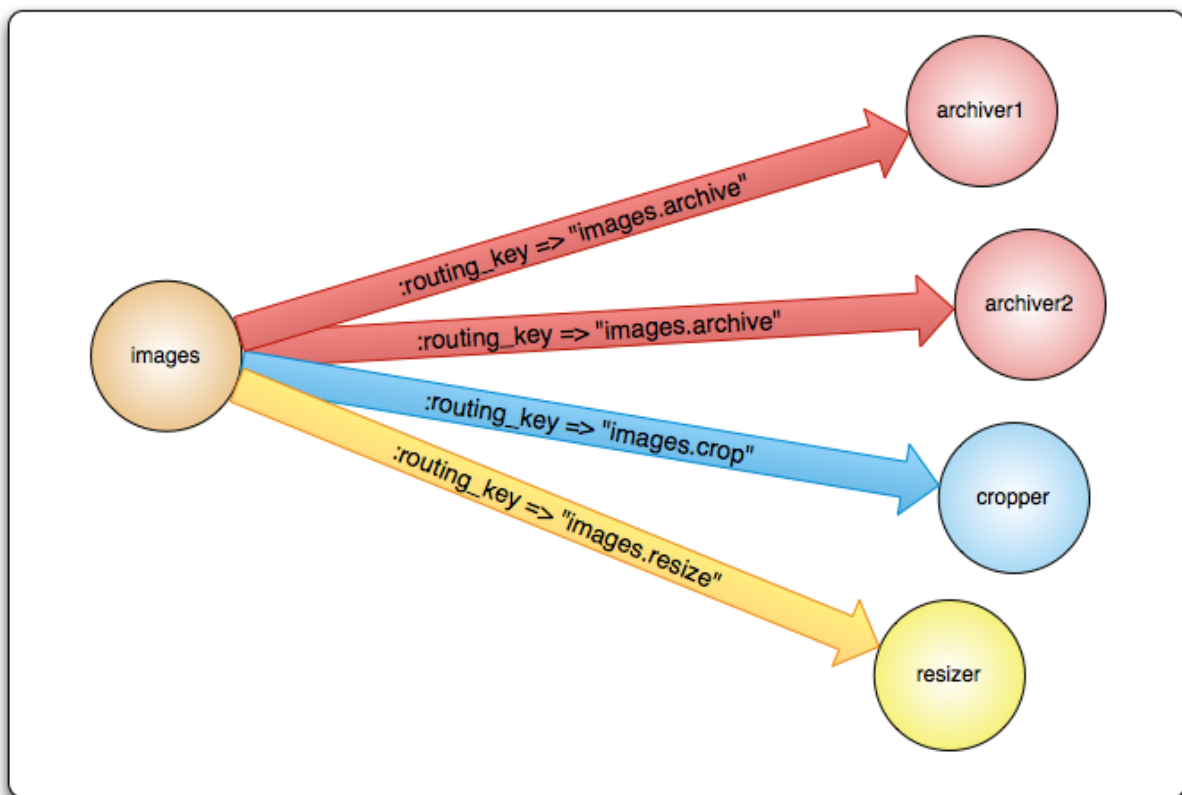 archiver1
:routing_key => "images.archive"
archiver2
:routing_key => "images.archive"
images
:routing_key => "images.crop"
cropper
:routing_key => "images.resize"
resizer